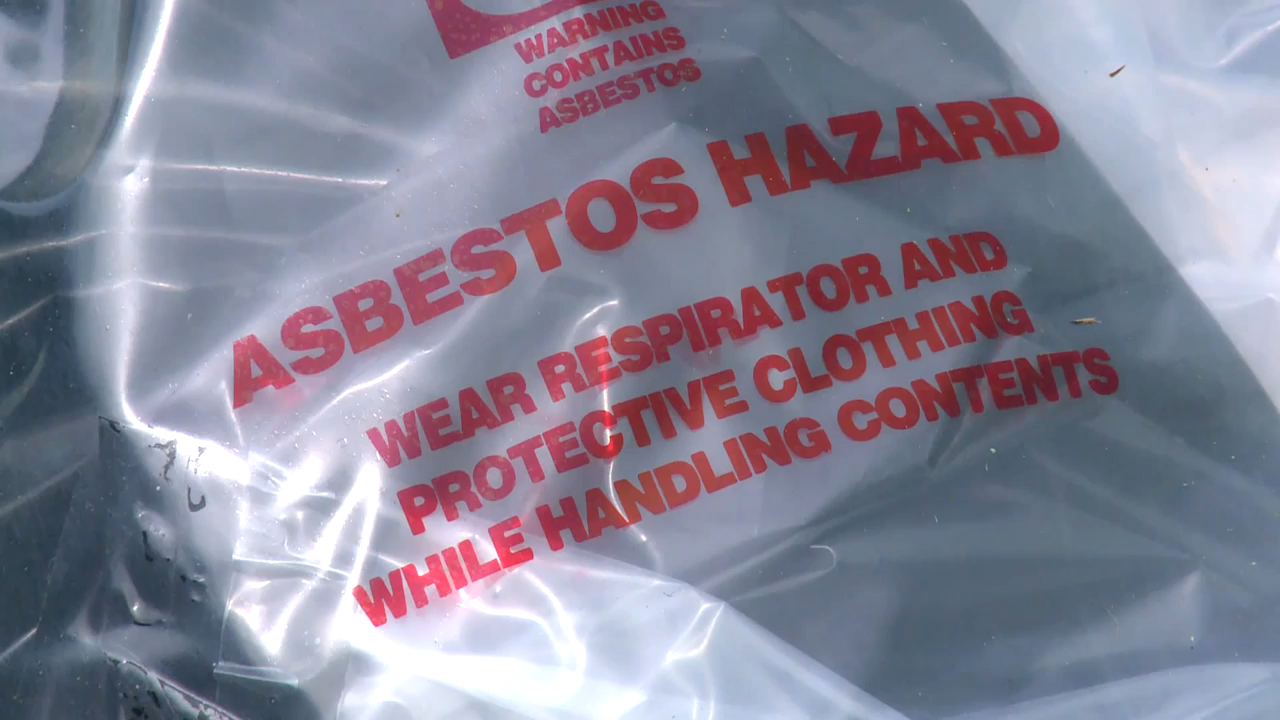 WARNING
CONTAINS
ASBESTOS
ASBESTOS HAZARD
WEAR RESPIRATOR AND
PROTECTIVE CLOTHING
WHILE HANDLING CONTENTS